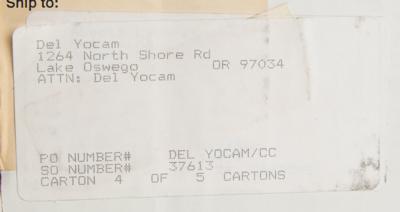 Ship to:
Del Yocam
1264 North Shore Rd
Lake Oswego OR 97034
ATTN: Del Yocam
PO NUMBER# DEL YOCAM/CC
SO NUMBER# 37613
CARTON 4 OF 5 CARTONS